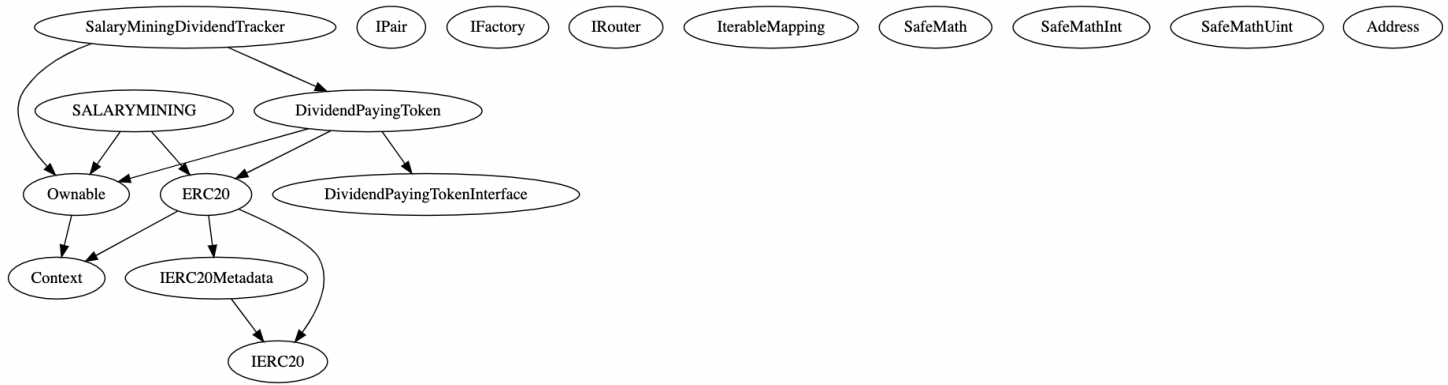 SalaryMiningDividendTracker
IPair
IFactory
IRouter
IterableMapping
SafeMath
SafeMathInt
SafeMathUint
Address
SALARYMINING
DividendPayingToken
Ownable
ERC20
DividendPayingTokenInterface
Context
IERC20Metadata
IERC20